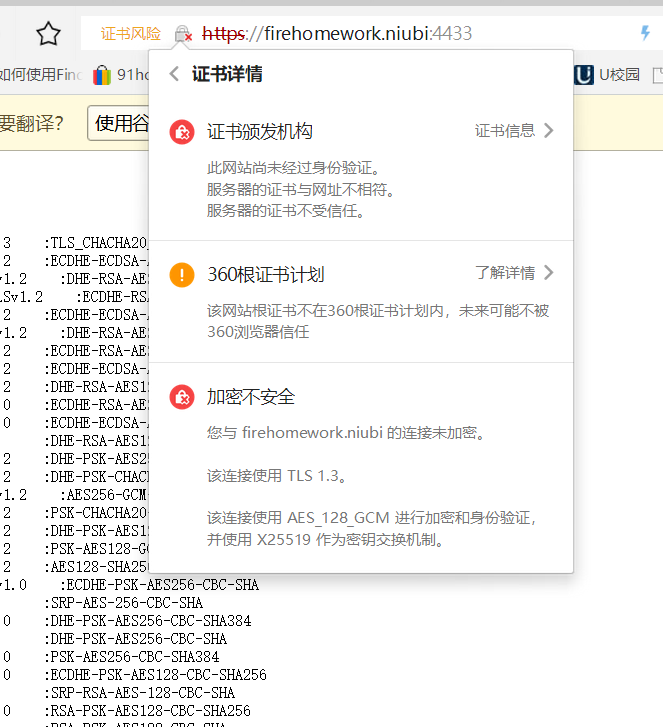 证书风险 https://firehomework.niubi:4433
如何使用Finc 91ho U校园
证书详情
要翻译? 使用谷
证书颁发机构 证书信息
此网站尚未经过身份验证。
服务器的证书与网址不相符。
服务器的证书不受信任。
360根证书计划 了解详情
该网站根证书不在360根证书计划内，未来可能不被
360浏览器信任
加密不安全
您与 firehomework.niubi 的连接未加密。
该连接使用 TLS 1.3。
该连接使用 AES_128_GCM 进行加密和身份验证，
并使用 X25519 作为密钥交换机制。
3 :TLS_CHACHA20_
2 :ECDHE-ECDSA-A
v1.2 :DHE-RSA-AES
LSv1.2 :ECDHE-RSA
2 :ECDHE-ECDSA-A
v1.2 :DHE-RSA-AES
2 :ECDHE-RSA-AES
2 :ECDHE-ECDSA-A
2 :DHE-RSA-AES12
0 :ECDHE-RSA-AES
0 :ECDHE-ECDSA-A
:DHE-RSA-AES12
2 :DHE-PSK-AES25
2 :DHE-PSK-CHACH
v1.2 :AES256-GCM-
2 :PSK-CHACHA20-
2 :DHE-PSK-AES12
2 :PSK-AES128-GC
2 :AES128-SHA256
v1.0 :ECDHE-PSK-AES256-CBC-SHA
:SRP-AES-256-CBC-SHA
0 :DHE-PSK-AES256-CBC-SHA384
:DHE-PSK-AES256-CBC-SHA
0 :PSK-AES256-CBC-SHA384
0 :ECDHE-PSK-AES128-CBC-SHA256
:SRP-RSA-AES-128-CBC-SHA
0 :RSA-PSK-AES128-CBC-SHA256